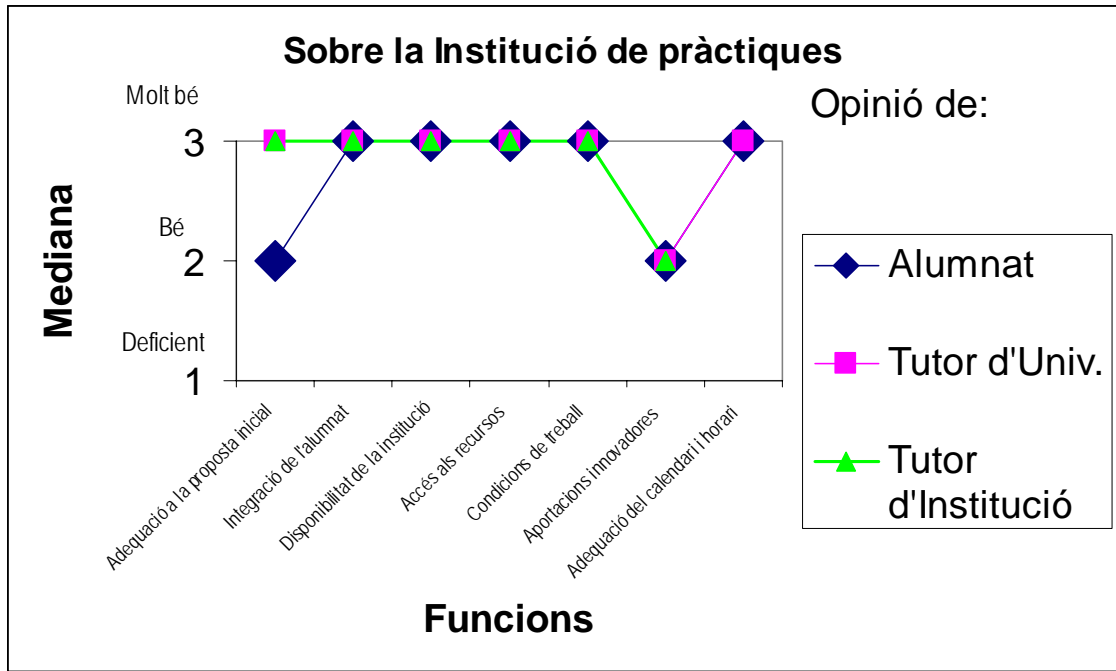 Sobre la Institució de pràctiques
Opinió de:
Molt bé
3
Bé
2
Deficient
1
Mediana
Adequació a la proposta inicial
Integració de l'alumnat
Disponibilitat de la institució
Accés als recursos
Condicions de treball
Aportacions innovadores
Adequació del calendari i horari
Funcions
Alumnat
Tutor d'Univ.
Tutor
d'Institució